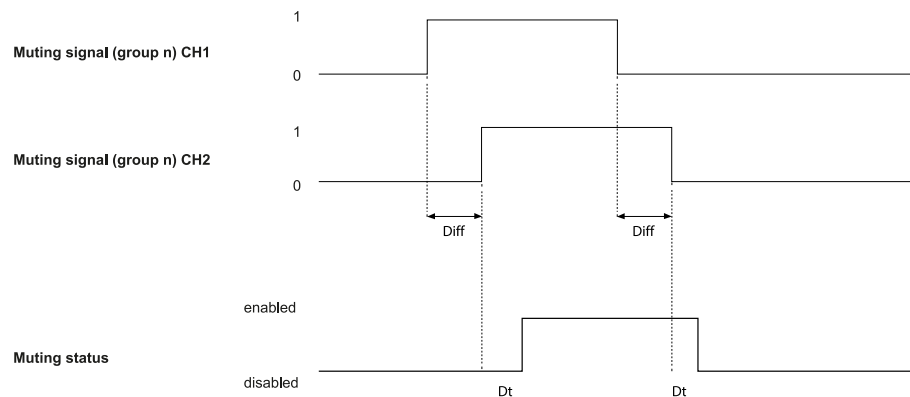 1
Muting signal (group n) CH1
0
1
Muting signal (group n) CH2
0
Diff Diff
enabled
Muting status
disabled
Dt Dt